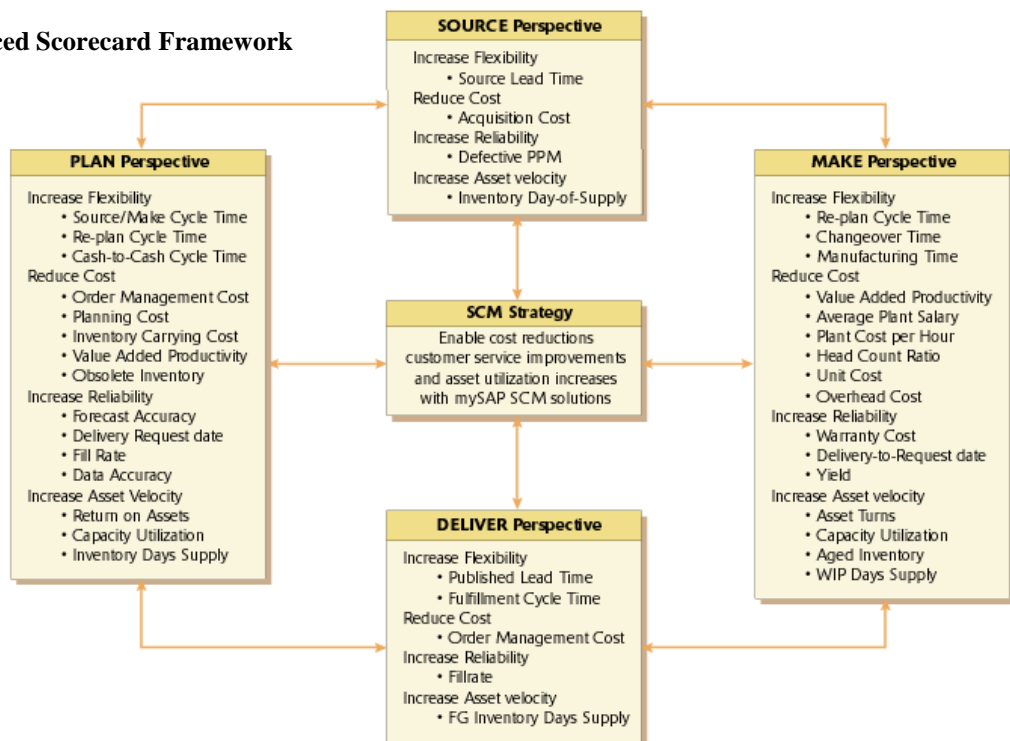 ced Scorecard Framework
SOURCE Perspective
Increase Flexibility
• Source Lead Time
Reduce Cost
• Acquisition Cost
Increase Reliability
• Defective PPM
Increase Asset velocity
• Inventory Day-of-Supply
PLAN Perspective
Increase Flexibility
• Source/Make Cycle Time
• Re-plan Cycle Time
• Cash-to-Cash Cycle Time
Reduce Cost
• Order Management Cost
• Planning Cost
• Inventory Carrying Cost
• Value Added Productivity
• Obsolete Inventory
Increase Reliability
• Forecast Accuracy
• Delivery Request date
• Fill Rate
• Data Accuracy
Increase Asset Velocity
• Return on Assets
• Capacity Utilization
• Inventory Days Supply
SCM Strategy
Enable cost reductions
customer service improvements
and asset utilization increases
with mySAP SCM solutions
MAKE Perspective
Increase Flexibility
• Re-plan Cycle Time
• Changeover Time
• Manufacturing Time
Reduce Cost
• Value Added Productivity
• Average Plant Salary
• Plant Cost per Hour
• Head Count Ratio
• Unit Cost
• Overhead Cost
Increase Reliability
• Warranty Cost
• Delivery-to-Request date
• Yield
Increase Asset velocity
• Asset Turns
• Capacity Utilization
• Aged Inventory
• WIP Days Supply
DELIVER Perspective
Increase Flexibility
• Published Lead Time
• Fulfillment Cycle Time
Reduce Cost
• Order Management Cost
Increase Reliability
• Fillrate
Increase Asset velocity
• FG Inventory Days Supply